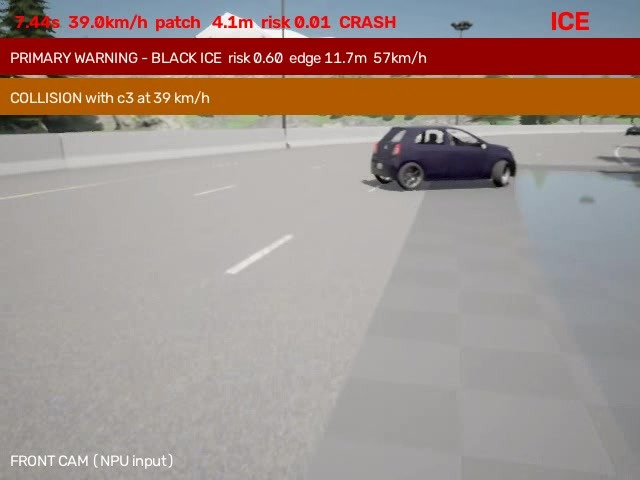 7.44s 39.0km/h patch 4.1m risk 0.01 CRASH
ICE
PRIMARY WARNING - BLACK ICE risk 0.60 edge 11.7m 57km/h
COLLISION with c3 at 39 km/h
FRONT CAM (NPU input)